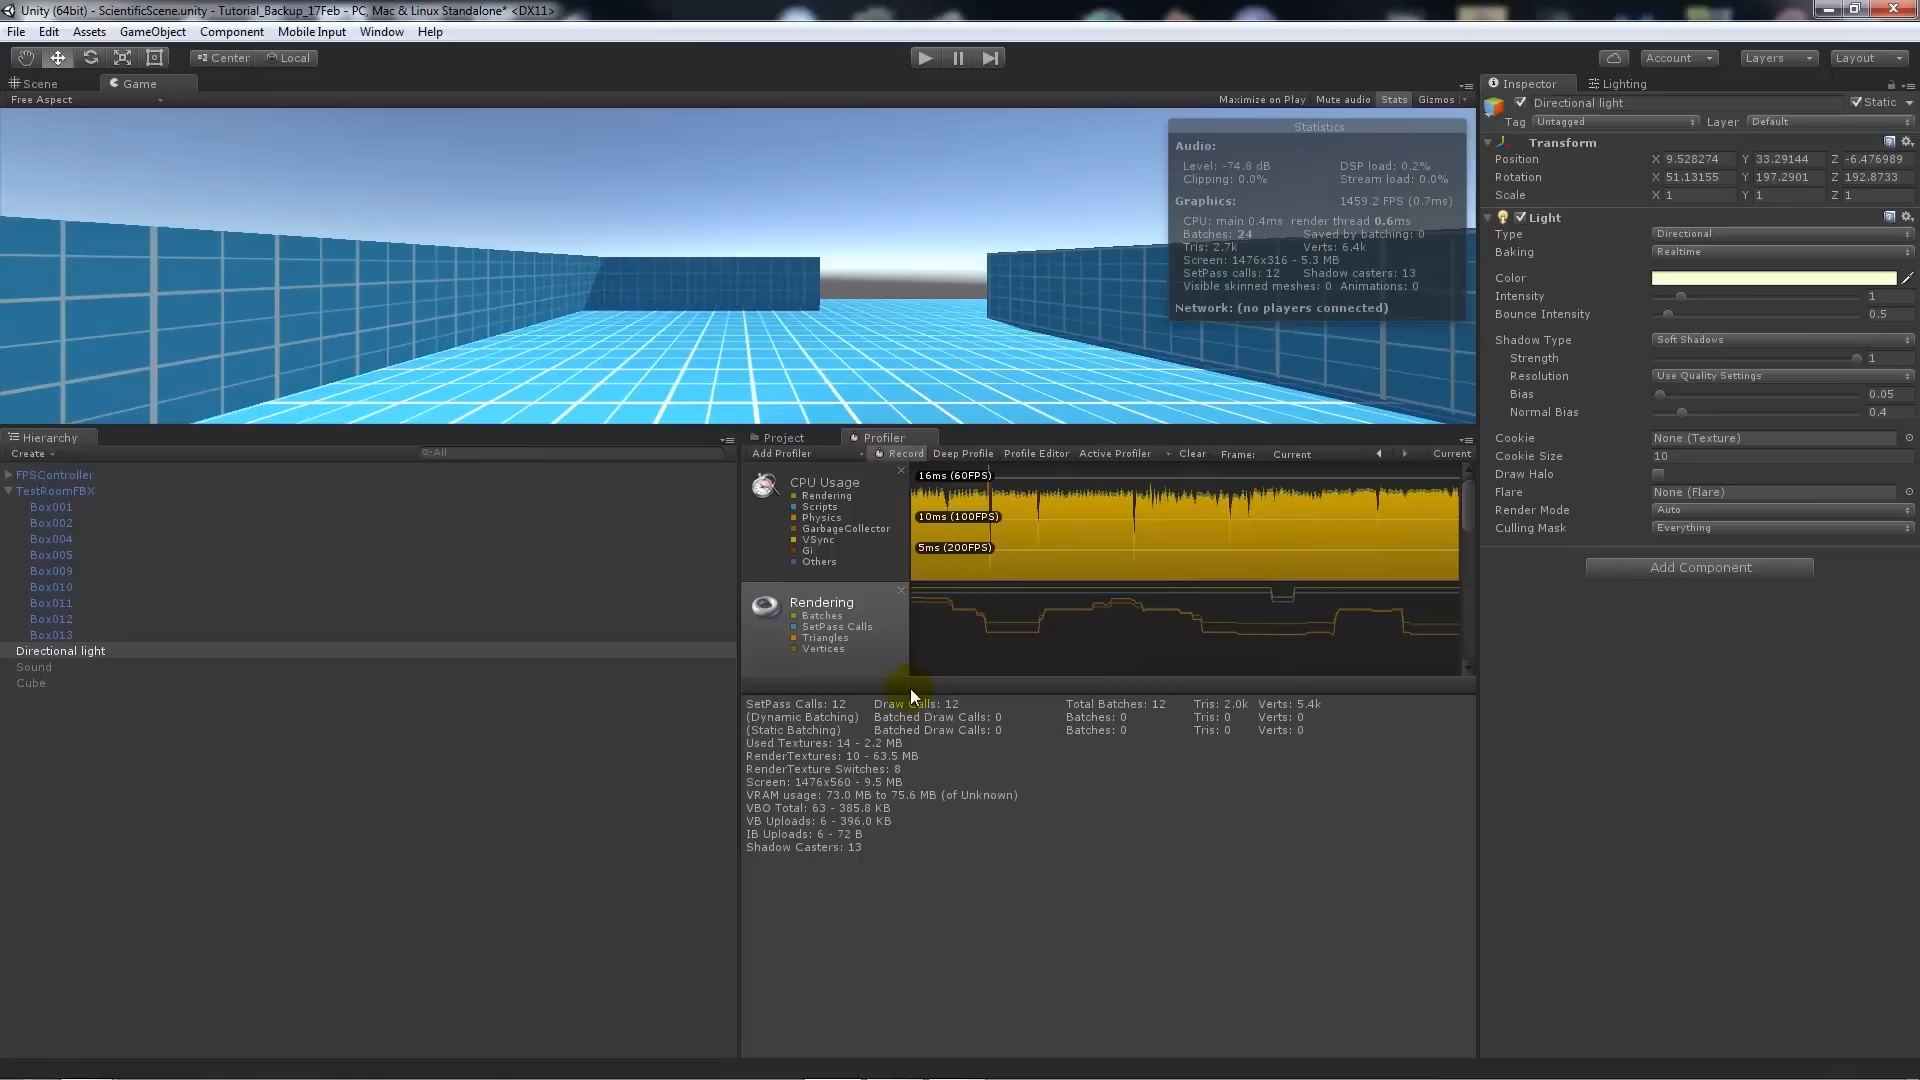 Unity (64bit) - ScientificScene.unity - Tutorial_Backup_17Feb - PC, Mac & Linux Standalone* <DX11>
File Edit Assets GameObject Component Mobile Input Window Help
Center Local Account Layers Layout
Scene Game
Free Aspect Maximize on Play Mute audio Stats Gizmos
Statistics
Audio:
Level: -74.8 dB DSP load: 0.2%
Clipping: 0.0% Stream load: 0.0%
Graphics: 1459.2 FPS (0.7ms)
CPU: main 0.4ms render thread 0.6ms
Batches: 24 Saved by batching: 0
Tris: 2.7k Verts: 6.4k
Screen: 1476x316 - 5.3 MB
SetPass calls: 12 Shadow casters: 13
Visible skinned meshes: 0 Animations: 0
Network: (no players connected)
Hierarchy
Create All
FPSController
TestRoomFBX
Box001
Box002
Box004
Box005
Box009
Box010
Box011
Box012
Box013
Directional light
Sound
Cube
Project Profiler
Add Profiler Record Deep Profile Profile Editor Active Profiler Clear Frame: Current Current
CPU Usage
Rendering
Scripts
Physics
GarbageCollector
VSync
Gi
Others
16ms (60FPS)
10ms (100FPS)
5ms (200FPS)
Rendering
Batches
SetPass Calls
Triangles
Vertices
SetPass Calls: 12 Draw Calls: 12 Total Batches: 12 Tris: 2.0k Verts: 5.4k
(Dynamic Batching) Batched Draw Calls: 0 Batches: 0 Tris: 0 Verts: 0
(Static Batching) Batched Draw Calls: 0 Batches: 0 Tris: 0 Verts: 0
Used Textures: 14 - 2.2 MB
RenderTextures: 10 - 63.5 MB
RenderTexture Switches: 8
Screen: 1476x560 - 9.5 MB
VRAM usage: 73.0 MB to 75.6 MB (of Unknown)
VBO Total: 63 - 385.8 KB
VB Uploads: 6 - 396.0 KB
IB Uploads: 6 - 72 B
Shadow Casters: 13
Inspector Lighting
Directional light Static
Tag Untagged Layer Default
Transform
Position X 9.528274 Y 33.29144 Z -6.476989
Rotation X 51.13155 Y 197.2901 Z 192.8733
Scale X 1 Y 1 Z 1
Light
Type Directional
Baking Realtime
Color
Intensity 1
Bounce Intensity 0.5
Shadow Type Soft Shadows
Strength 1
Resolution Use Quality Settings
Bias 0.05
Normal Bias 0.4
Cookie None (Texture)
Cookie Size 10
Draw Halo
Flare None (Flare)
Render Mode Auto
Culling Mask Everything
Add Component